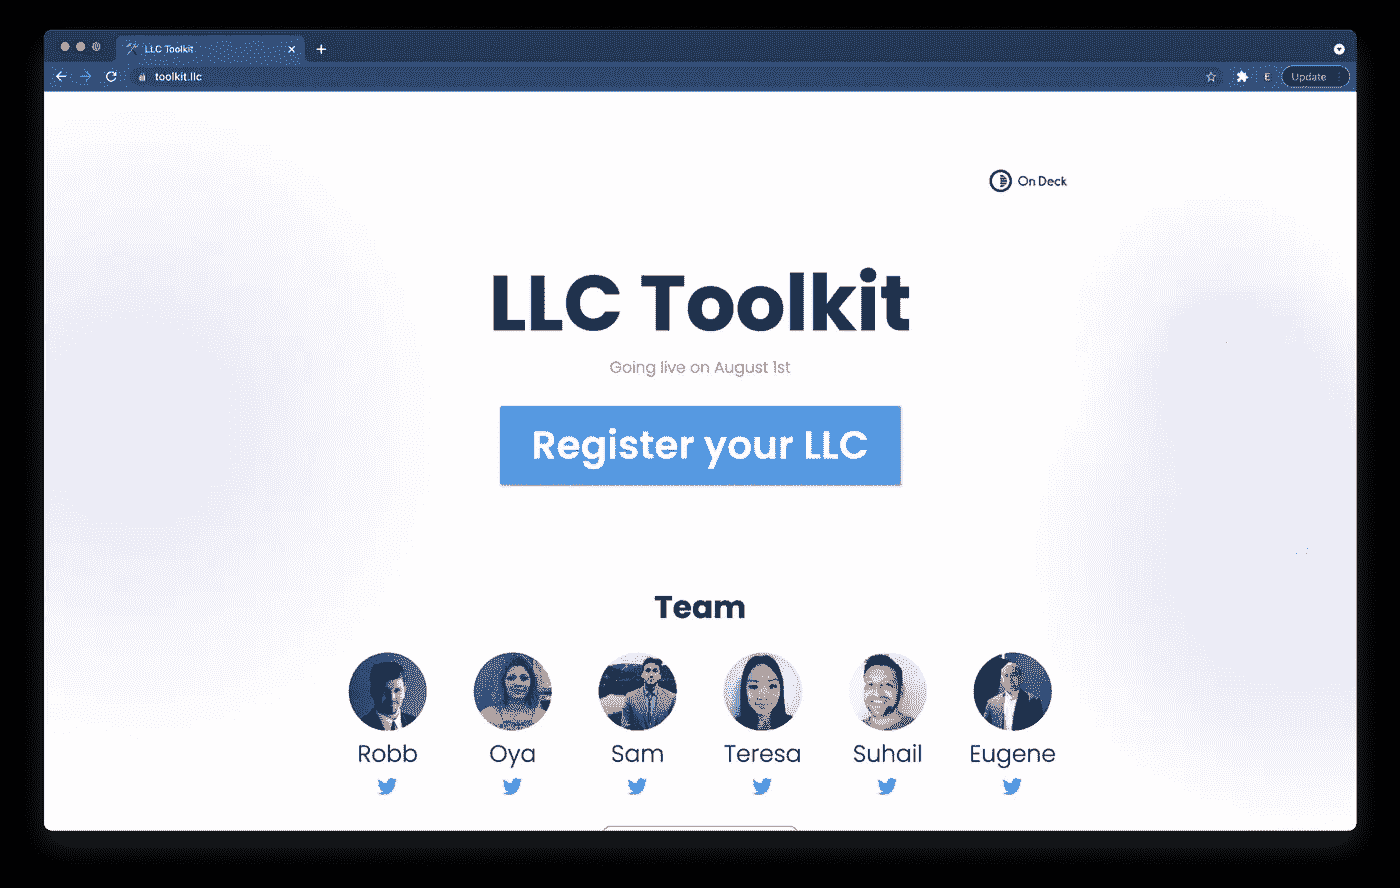 LLC Toolkit
toolkit.llc
E
Update
On Deck
LLC Toolkit
Going live on August 1st
Register your LLC
Team
Robb Oya Sam Teresa Suhail Eugene